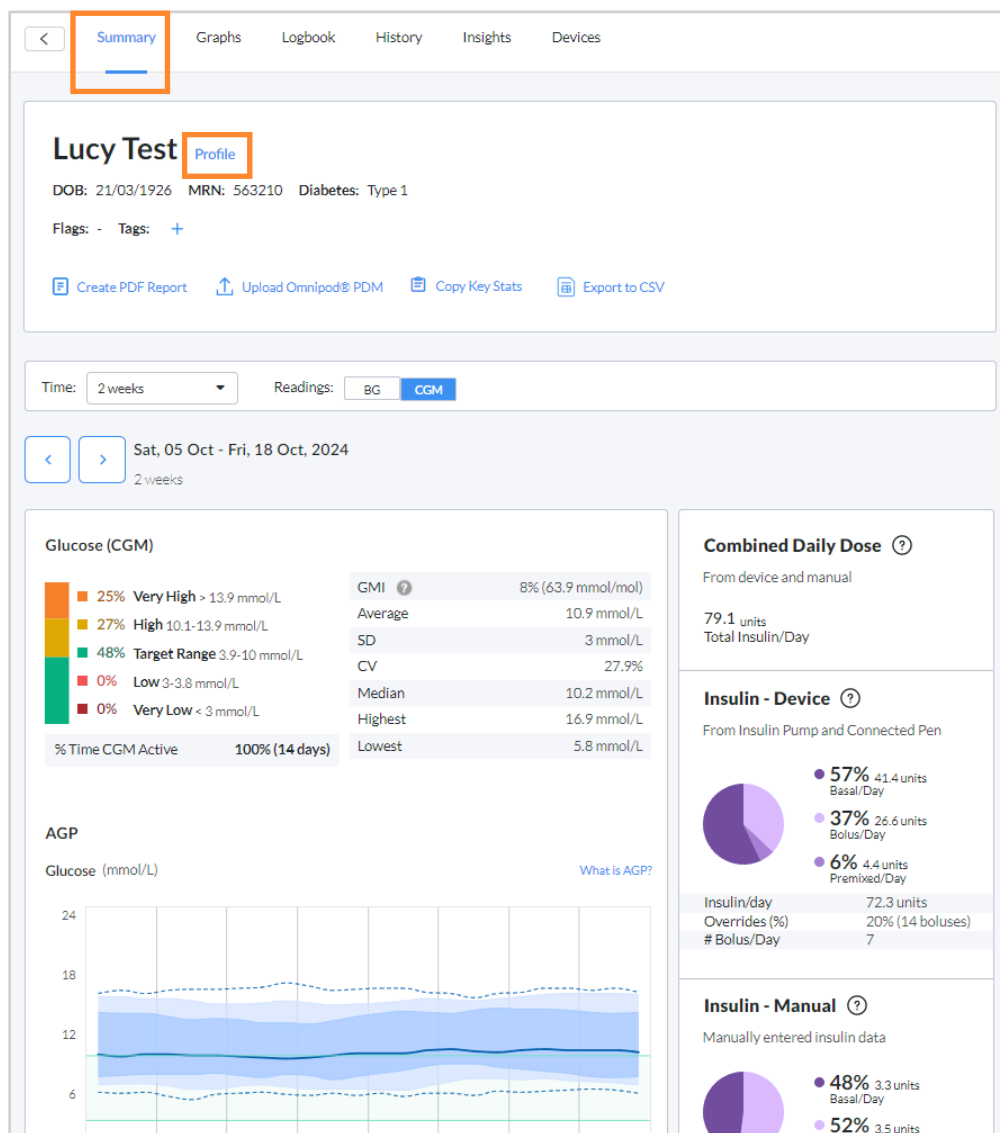 Summary Graphs Logbook History Insights Devices
Lucy Test Profile
DOB: 21/03/1926 MRN: 563210 Diabetes: Type 1
Flags: - Tags: +
Create PDF Report Upload Omnipod® PDM Copy Key Stats Export to CSV
Time: 2 weeks Readings: BG CGM
Sat, 05 Oct - Fri, 18 Oct, 2024
2 weeks
Glucose (CGM)
25% Very High > 13.9 mmol/L
27% High 10.1-13.9 mmol/L
48% Target Range 3.9-10 mmol/L
0% Low 3-3.8 mmol/L
0% Very Low < 3 mmol/L
% Time CGM Active 100% (14 days)
GMI ? 8% (63.9 mmol/mol)
Average 10.9 mmol/L
SD 3 mmol/L
CV 27.9%
Median 10.2 mmol/L
Highest 16.9 mmol/L
Lowest 5.8 mmol/L
AGP
Glucose (mmol/L) What is AGP?
24
18
12
6
Combined Daily Dose ?
From device and manual
79.1 units
Total Insulin/Day
Insulin - Device ?
From Insulin Pump and Connected Pen
57% 41.4 units
Basal/Day
37% 26.6 units
Bolus/Day
6% 4.4 units
Premixed/Day
Insulin/day 72.3 units
Overrides (%) 20% (14 boluses)
# Bolus/Day 7
Insulin - Manual ?
Manually entered insulin data
48% 3.3 units
Basal/Day
52% 3.5 units